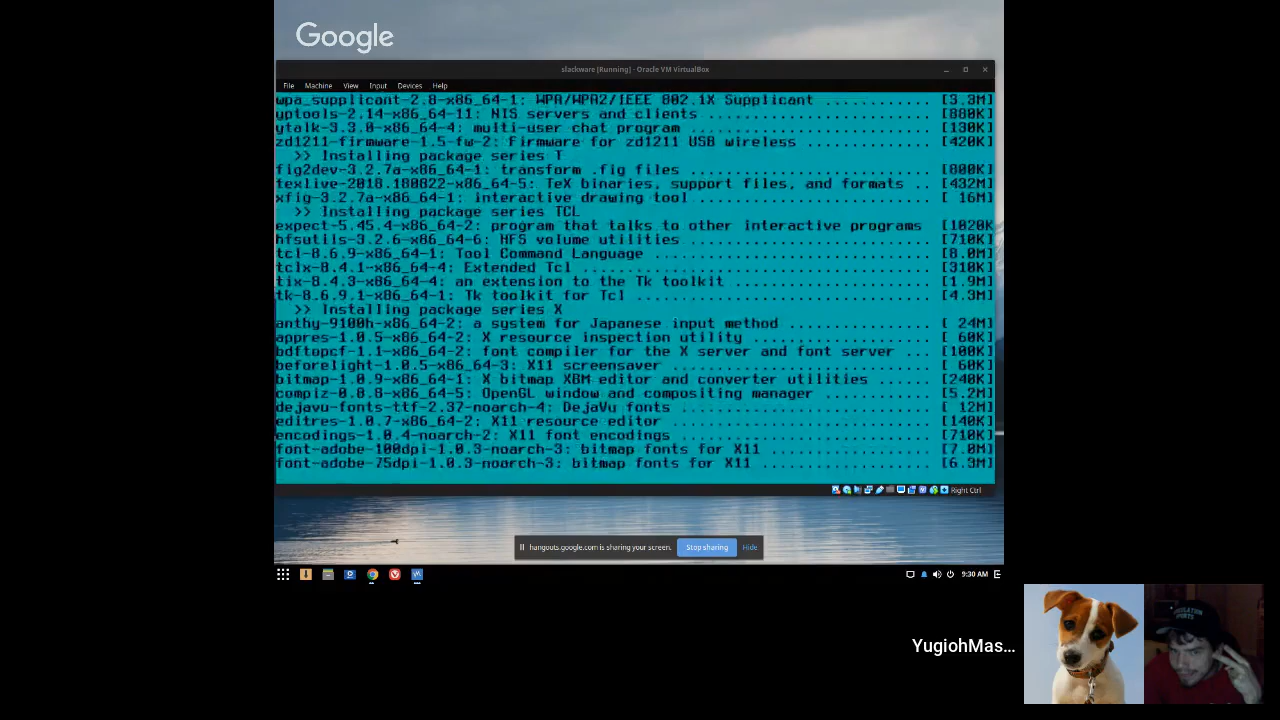 Google
slackware [Running] - Oracle VM VirtualBox
File Machine View Input Devices Help
wpa_supplicant-2.8-x86_64-1: WPA/WPA2/IEEE 802.1X Supplicant ............ [3.3M]
yptools-2.14-x86_64-11: NIS servers and clients ......................... [880K]
ytalk-3.3.0-x86_64-4: multi-user chat program ........................... [130K]
zd1211-firmware-1.5-fw-2: Firmware for zd1211 USB wireless .............. [420K]
>> Installing package series T
fig2dev-3.2.7a-x86_64-1: transform .fig files ........................... [800K]
texlive-2018.180822-x86_64-5: TeX binaries, support files, and formats .. [432M]
xfig-3.2.7a-x86_64-1: interactive drawing tool .......................... [ 16M]
>> Installing package series TCL
expect-5.45.4-x86_64-2: program that talks to other interactive programs [1020K
hfsutils-3.2.6-x86_64-6: HFS volume utilities ........................... [710K]
tcl-8.6.9-x86_64-1: Tool Command Language ............................... [8.0M]
tclx-8.4.1-x86_64-4: Extended Tcl ....................................... [310K]
tix-8.4.3-x86_64-4: an extension to the Tk toolkit ...................... [1.9M]
tk-8.6.9.1-x86_64-1: Tk toolkit for Tcl ................................. [4.3M]
>> Installing package series X
anthy-9100h-x86_64-2: a system for Japanese input method ................ [ 24M]
appres-1.0.5-x86_64-2: X resource inspection utility .................... [ 60K]
bdftopcf-1.1-x86_64-2: font compiler for the X server and font server ... [100K]
beforelight-1.0.5-x86_64-3: X11 screensaver ............................. [ 60K]
bitmap-1.0.9-x86_64-1: X bitmap XBM editor and converter utilities ...... [240K]
compiz-0.8.8-x86_64-5: OpenGL window and compositing manager ............ [5.2M]
dejavu-fonts-ttf-2.37-noarch-4: DejaVu fonts ............................ [ 12M]
editres-1.0.7-x86_64-2: X11 resource editor ............................. [140K]
encodings-1.0.4-noarch-2: X11 font encodings ............................ [710K]
font-adobe-100dpi-1.0.3-noarch-3: bitmap fonts for X11 .................. [7.0M]
font-adobe-75dpi-1.0.3-noarch-3: bitmap fonts for X11 ................... [6.3M]
Right Ctrl
hangouts.google.com is sharing your screen. Stop sharing Hide
9:30 AM
YugiohMas...